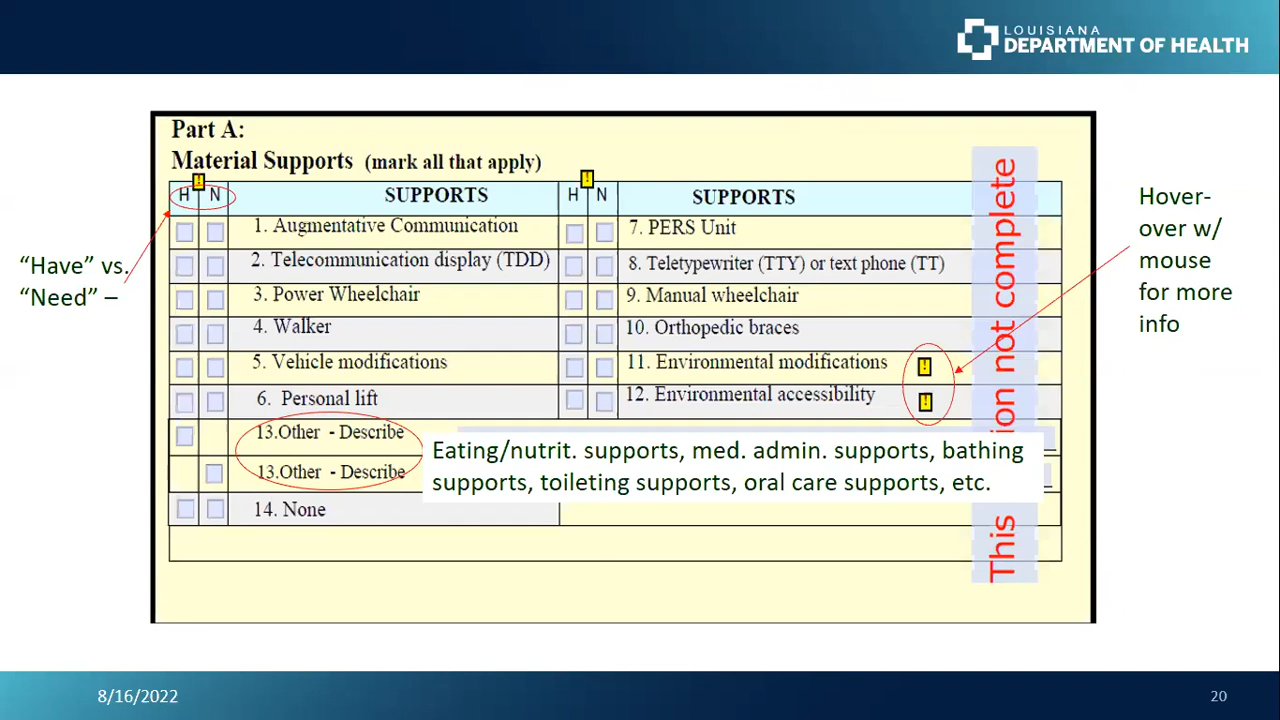 LOUISIANA
DEPARTMENT OF HEALTH
Part A:
Material Supports (mark all that apply)
H N SUPPORTS H N SUPPORTS
1. Augmentative Communication 7. PERS Unit
2. Telecommunication display (TDD) 8. Teletypewriter (TTY) or text phone (TT)
3. Power Wheelchair 9. Manual wheelchair
4. Walker 10. Orthopedic braces
5. Vehicle modifications 11. Environmental modifications !
6. Personal lift 12. Environmental accessibility !
13.Other - Describe
13.Other - Describe
14. None
Eating/nutrit. supports, med. admin. supports, bathing
supports, toileting supports, oral care supports, etc.
This
not complete
"Have" vs.
"Need" –
Hover-
over w/
mouse
for more
info
8/16/2022
20